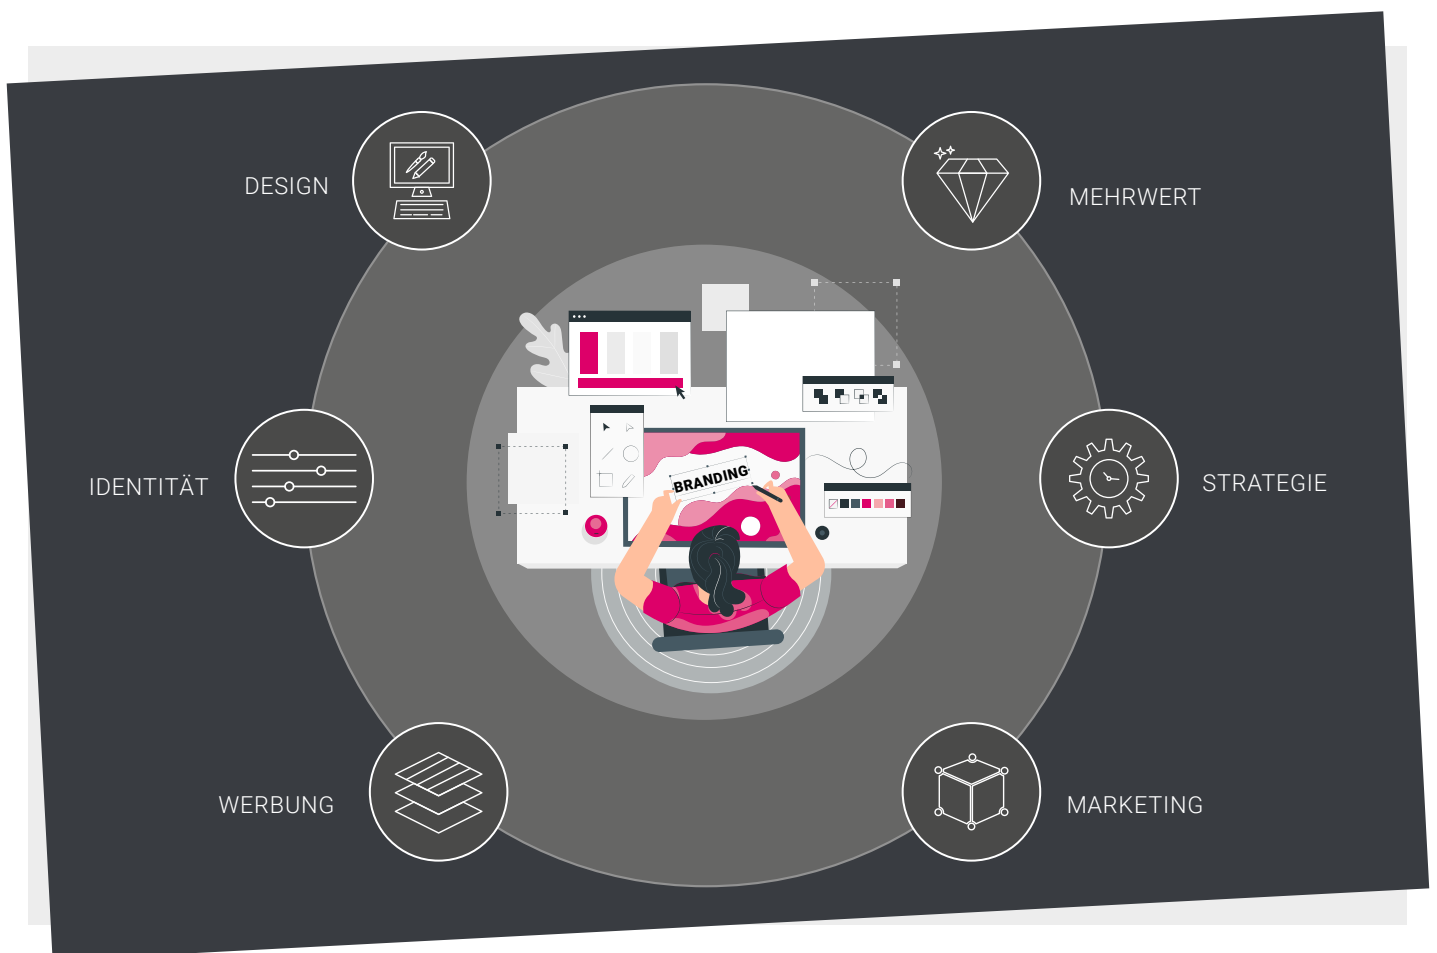 DESIGN
MEHRWERT
BRANDING
IDENTITÄT
STRATEGIE
WERBUNG
MARKETING